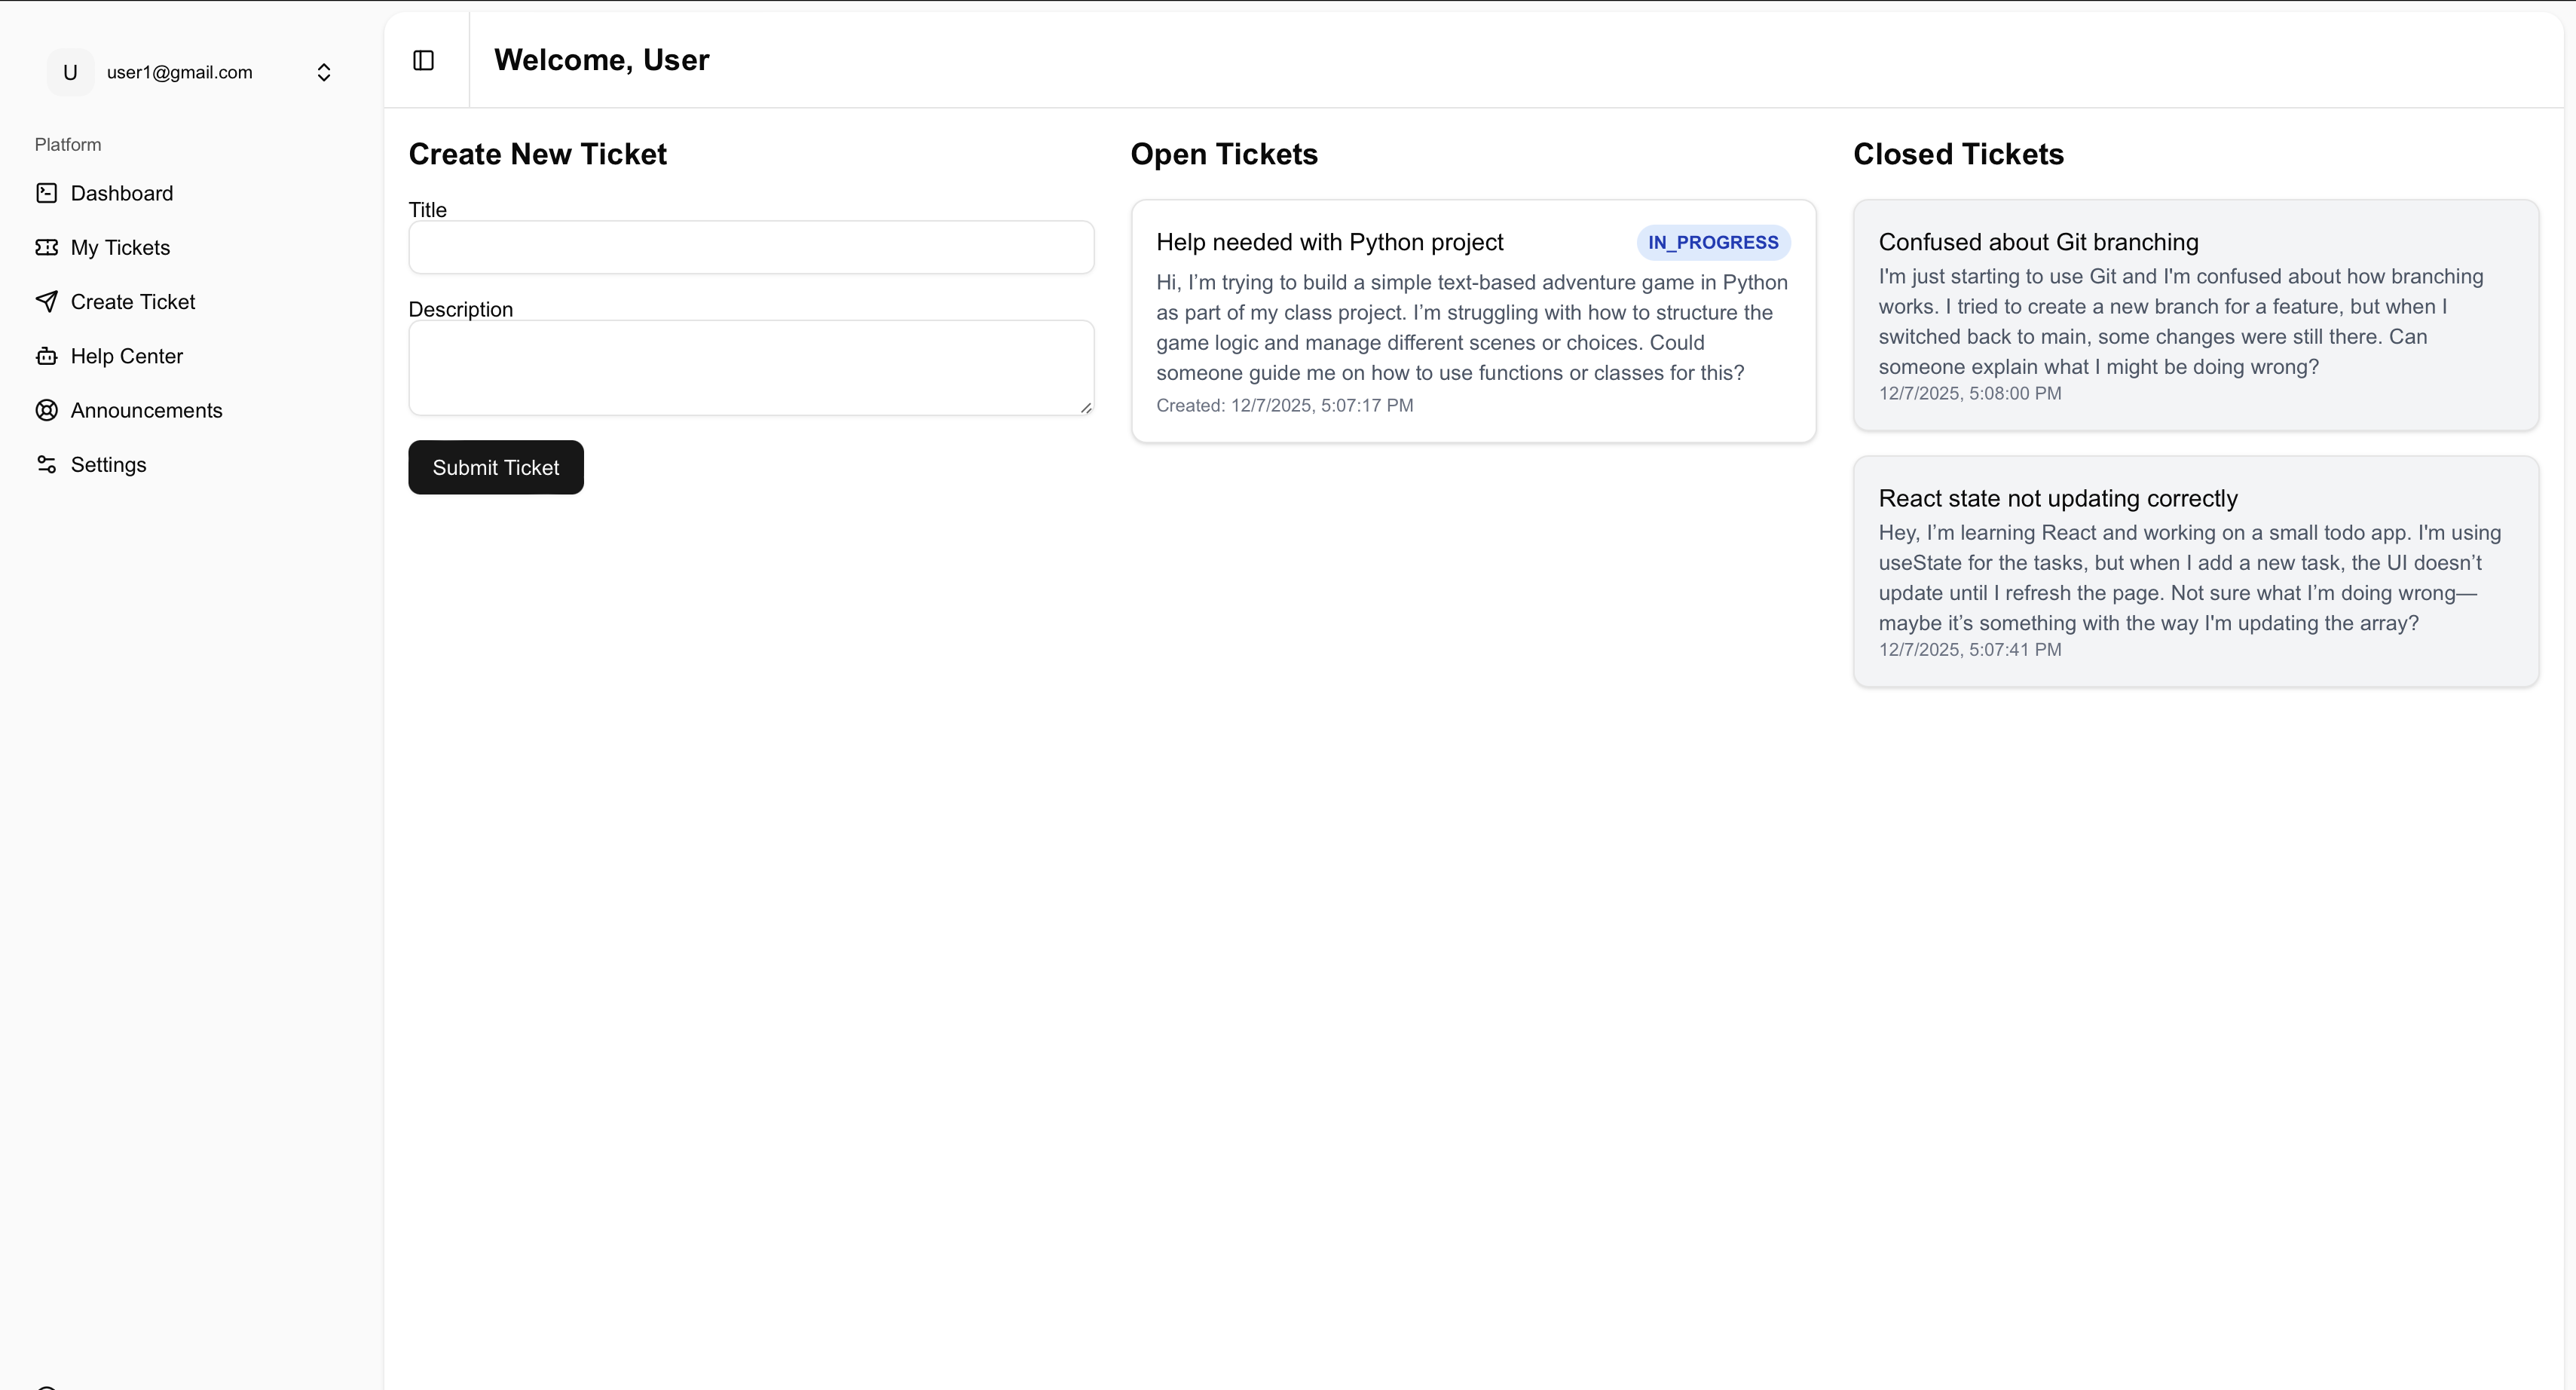 U
user1@gmail.com
Platform
Dashboard
My Tickets
Create Ticket
Help Center
Announcements
Settings
Welcome, User
Create New Ticket
Title
Description
Submit Ticket
Open Tickets
Help needed with Python project
IN_PROGRESS
Hi, I’m trying to build a simple text-based adventure game in Python
as part of my class project. I’m struggling with how to structure the
game logic and manage different scenes or choices. Could
someone guide me on how to use functions or classes for this?
Created: 12/7/2025, 5:07:17 PM
Closed Tickets
Confused about Git branching
I'm just starting to use Git and I'm confused about how branching
works. I tried to create a new branch for a feature, but when I
switched back to main, some changes were still there. Can
someone explain what I might be doing wrong?
12/7/2025, 5:08:00 PM
React state not updating correctly
Hey, I’m learning React and working on a small todo app. I'm using
useState for the tasks, but when I add a new task, the UI doesn’t
update until I refresh the page. Not sure what I’m doing wrong—
maybe it’s something with the way I'm updating the array?
12/7/2025, 5:07:41 PM